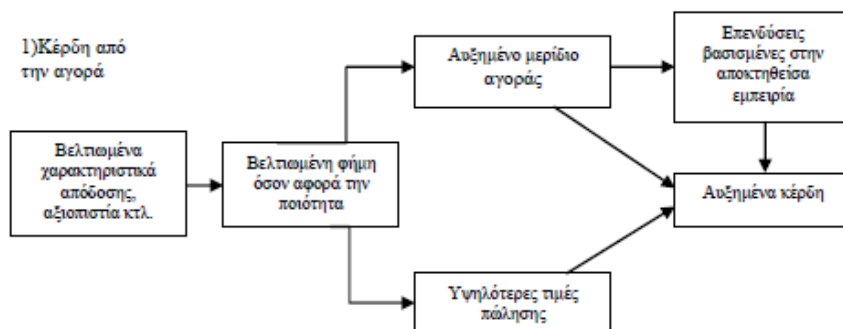 1)Κέρδη από
την αγορά
Βελτιωμένα
χαρακτηριστικά
απόδοσης,
αξιοπιστία κτλ.
Βελτιωμένη φήμη
όσον αφορά την
ποιότητα
Αυξημένο μερίδιο
αγοράς
Επενδύσεις
βασισμένες στην
αποκτηθείσα
εμπειρία
Αυξημένα κέρδη
Υψηλότερες τιμές
πώλησης